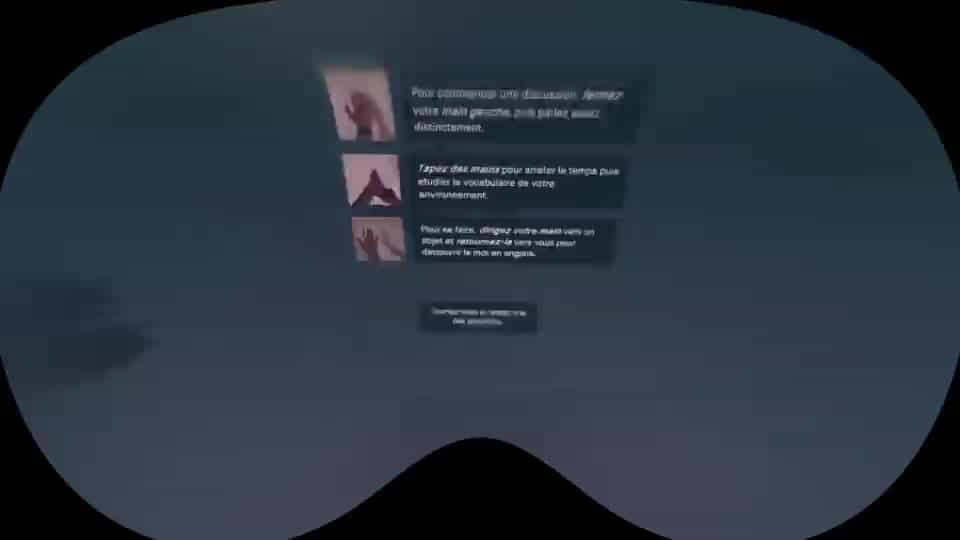 Pour commencer une discussion, fermez
votre main gauche, puis parlez assez
distinctement.
Tapez des mains pour arrêter le temps puis
étudier le vocabulaire de votre
environnement.
Pour se faire, dirigez votre main vers un
objet et retournez-la vers vous pour
découvrir le mot en anglais.